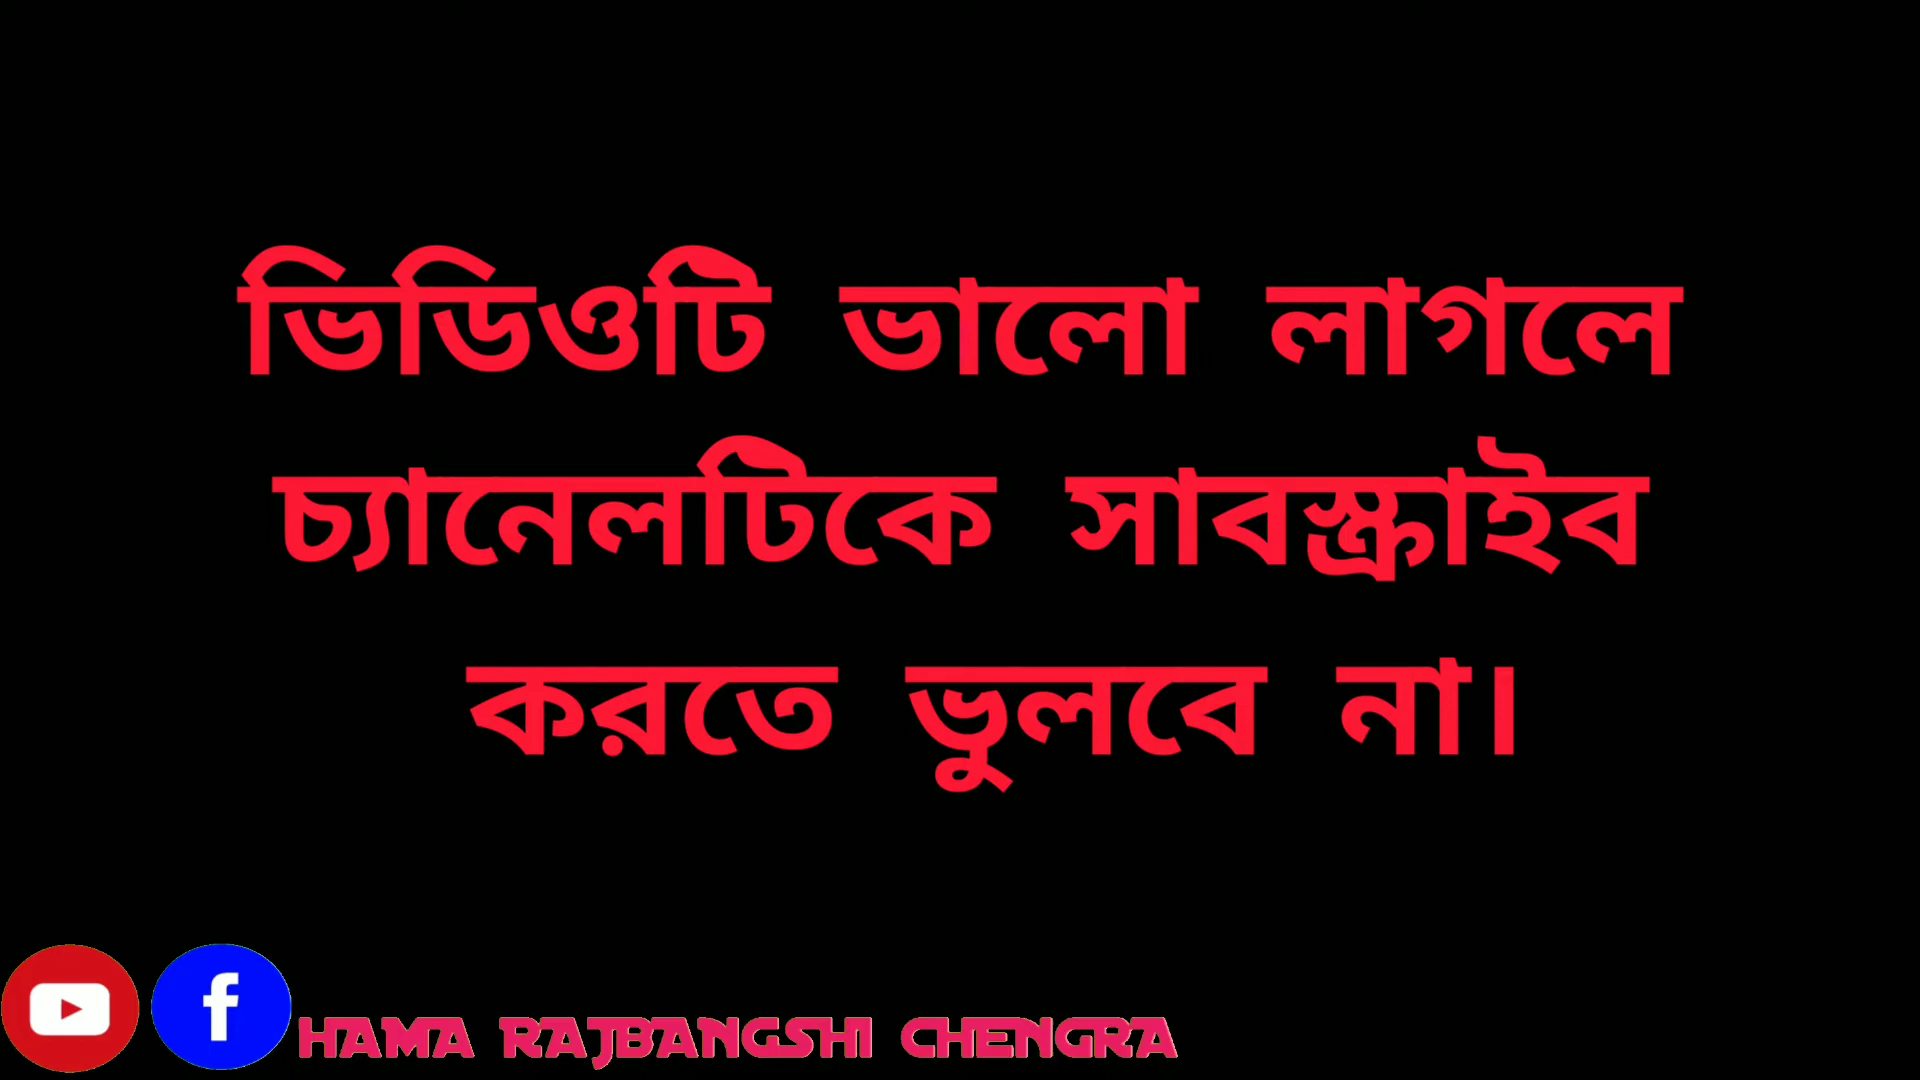 ভিডিওটি ভালো লাগলে
চ্যানেলটিকে সাবস্ক্রাইব
করতে ভুলবে না।
HAMA RAJBANGSHI CHENGRA